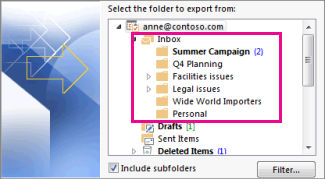 Select the folder to export from:
anne@contoso.com
Inbox
Summer Campaign (2)
Q4 Planning
Facilities issues
Legal issues
Wide World Importers
Personal
Drafts [1]
Sent Items
Deleted Items (2)
Include subfolders
Filter...